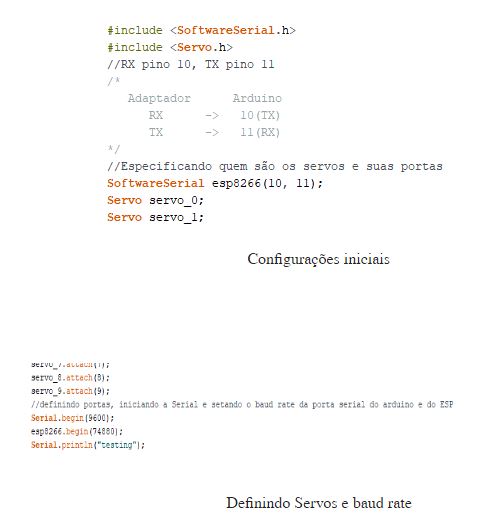 #include <SoftwareSerial.h>
#include <Servo.h>
//RX pino 10, TX pino 11
/*
Adaptador Arduino
RX -> 10(TX)
TX -> 11(RX)
*/
//Especificando quem são os servos e suas portas
SoftwareSerial esp8266(10, 11);
Servo servo_0;
Servo servo_1;
Configurações iniciais
servo_7.attach(7);
servo_8.attach(8);
servo_9.attach(9);
//definindo portas, iniciando a Serial e setando o baud rate da porta serial do arduino e do ESP
Serial.begin(9600);
esp8266.begin(74880);
Serial.println("testing");
Definindo Servos e baud rate